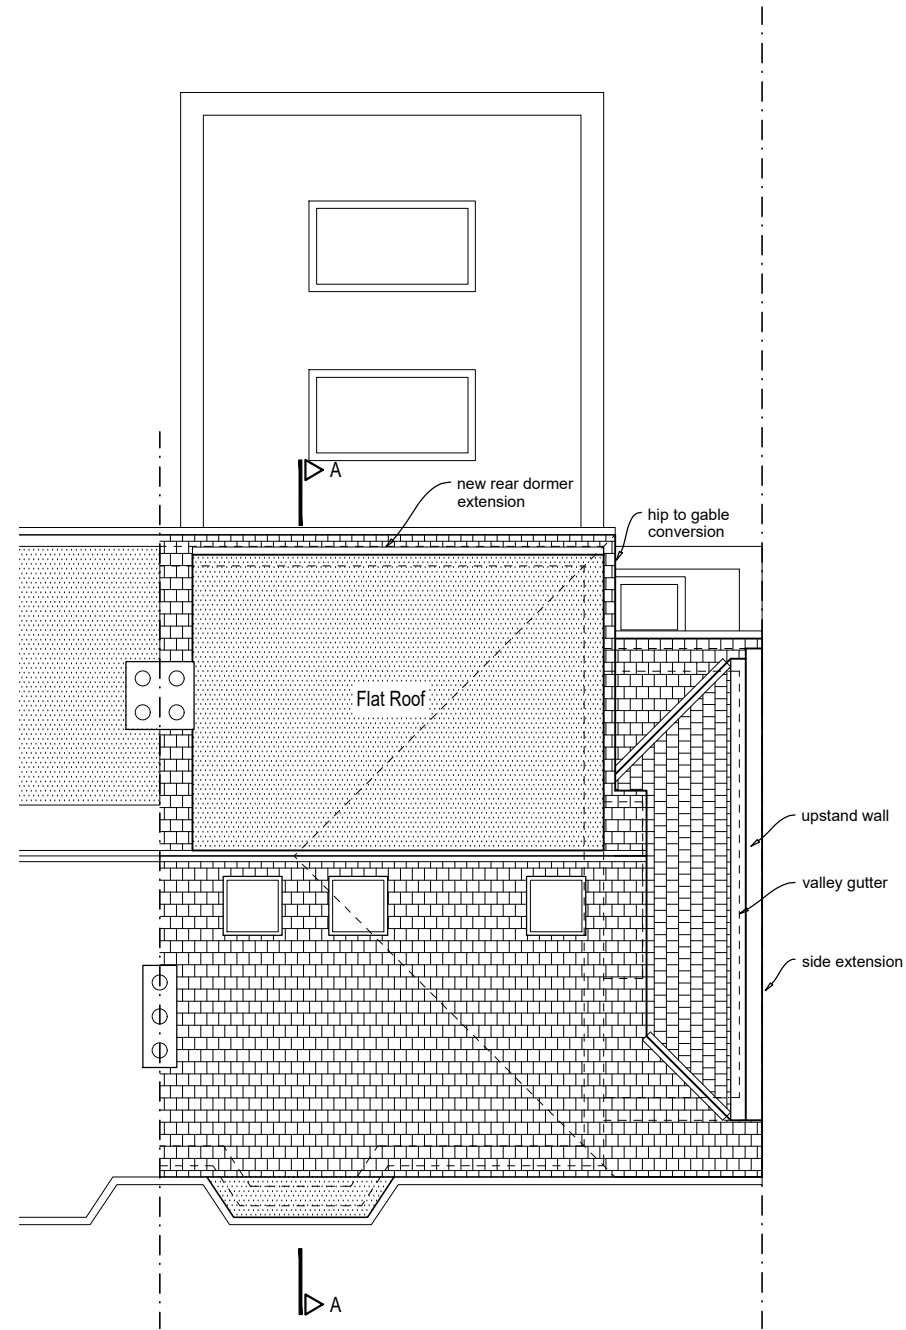 A
new rear dormer
extension
hip to gable
conversion
Flat Roof
upstand wall
valley gutter
side extension
A